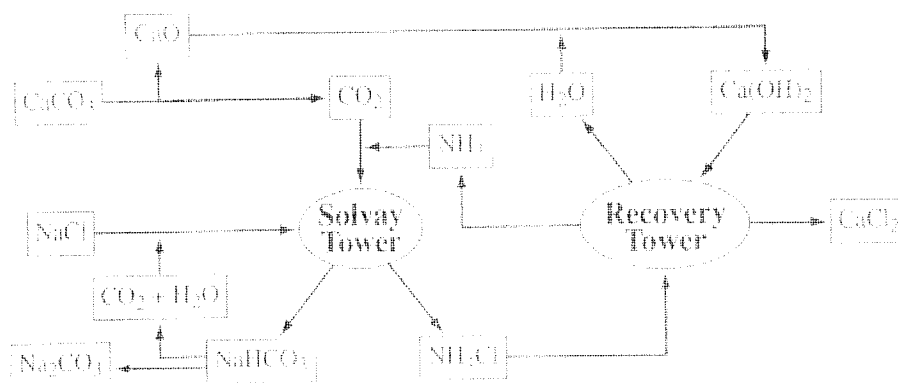 CaO
CaCO₃
CO₂
H₂O
Ca(OH)₂
NH₃
NaCl
Solvay
Tower
Recovery
Tower
CaCl₂
CO₂ + H₂O
Na₂CO₃
NaHCO₃
NH₄Cl